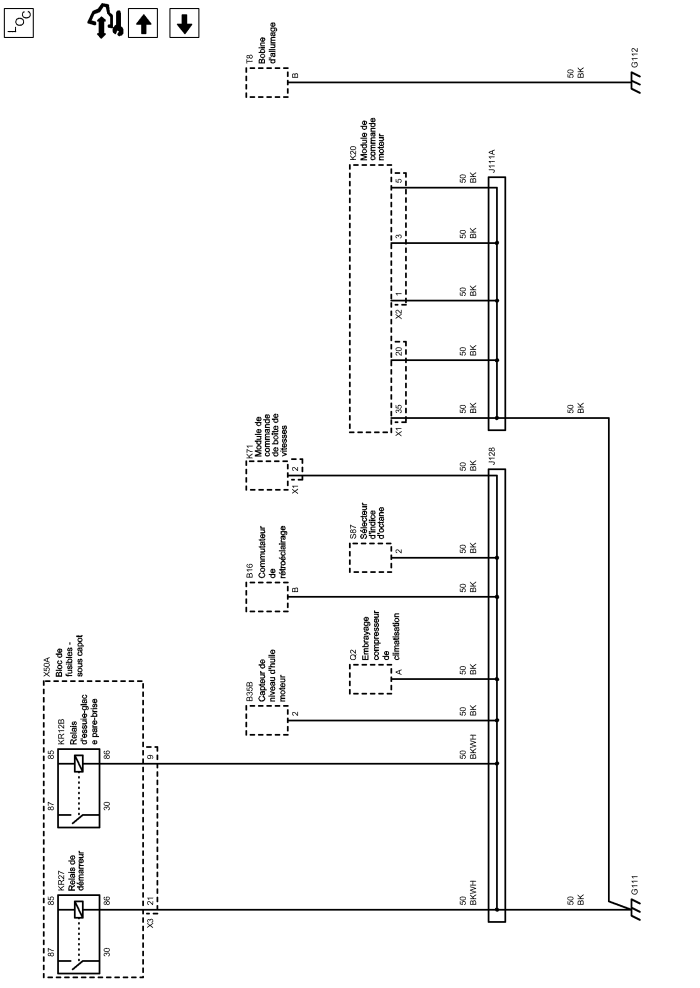 LOC
X50A
Bloc de
fusibles -
sous capot
KR27
Relais de
démarreur
85
87
86
30
KR12B
Relais
d'essuie-glac
e pare-brise
85
87
86
30
X3
21
9
B35B
Capteur de
niveau d'huile
moteur
2
Q2
Embrayage
compresseur
de
climatisation
A
B16
Commutateur
de
rétroéclairage
B
S87
Sélecteur
d'indice
d'octane
2
K71
Module de
commande
de boîte de
vitesses
X1
2
K20
Module de
commande
moteur
X1
35
20
X2
1
3
5
T8
Bobine
d'allumage
B
50
BKWH
50
BKWH
50
BK
50
BK
50
BK
50
BK
50
BK
J128
50
BK
50
BK
50
BK
50
BK
50
BK
J111A
50
BK
50
BK
G111
50
BK
G112